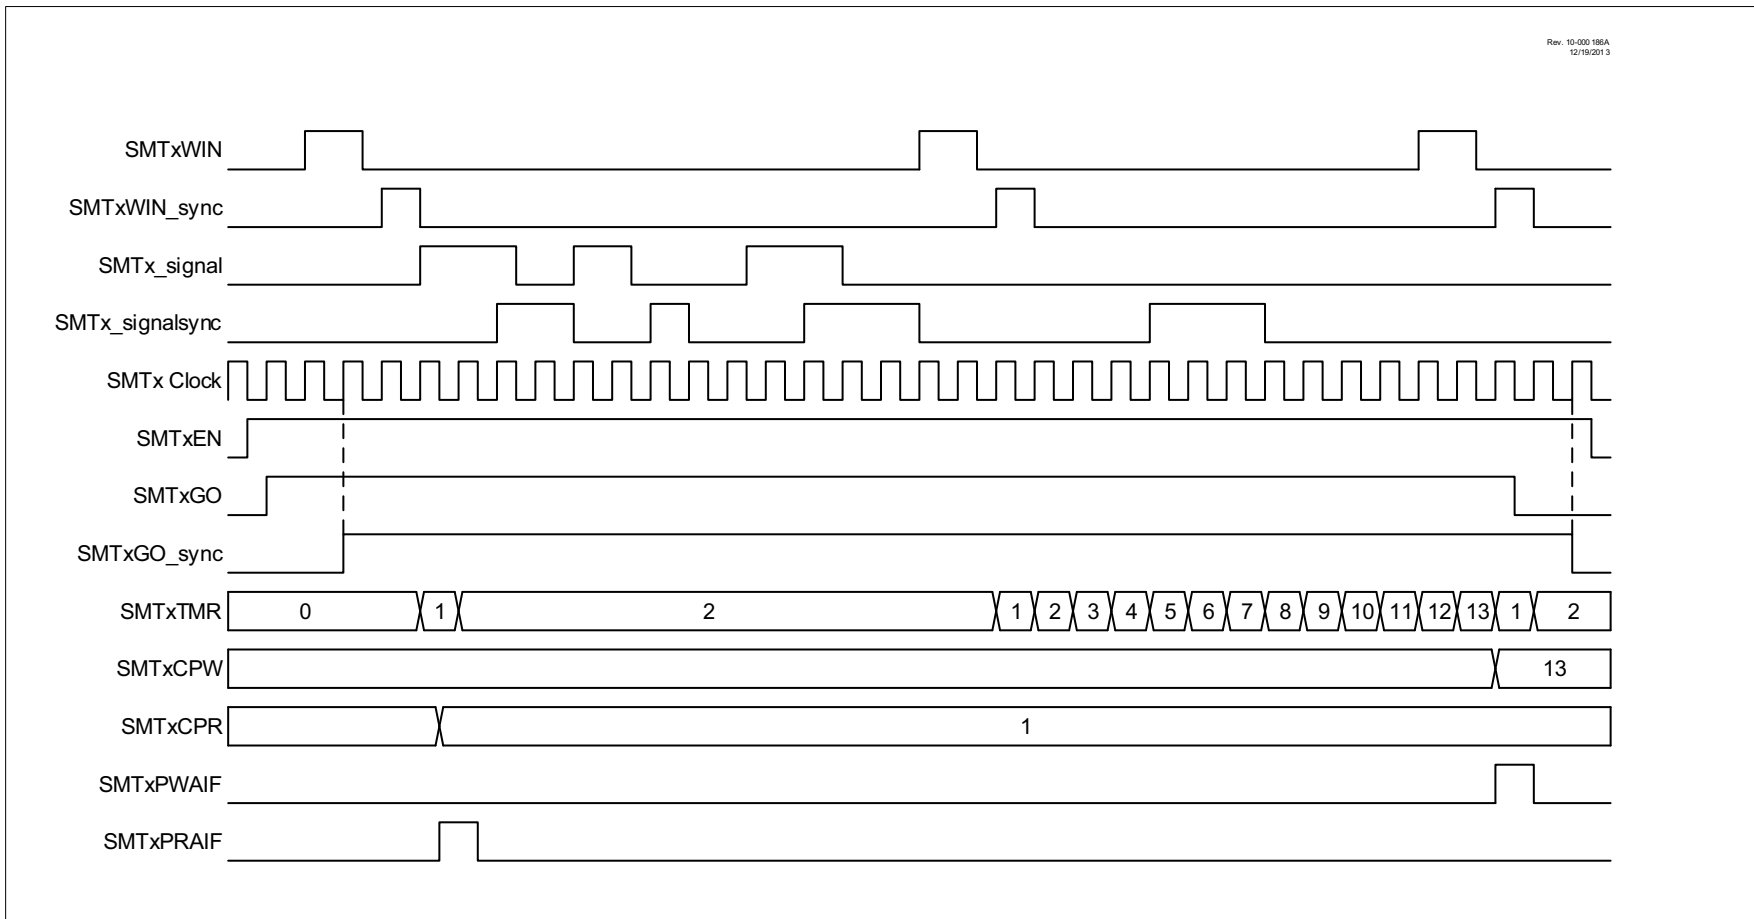 Rev. 10-000 186A
12/19/201 3
SMTxWIN
SMTxWIN_sync
SMTx_signal
SMTx_signalsync
SMTx Clock
SMTxEN
SMTxGO
SMTxGO_sync
SMTxTMR 0 1 2 1 2 3 4 5 6 7 8 9 10 11 12 13 1 2
SMTxCPW 13
SMTxCPR 1
SMTxPWAIF
SMTxPRAIF